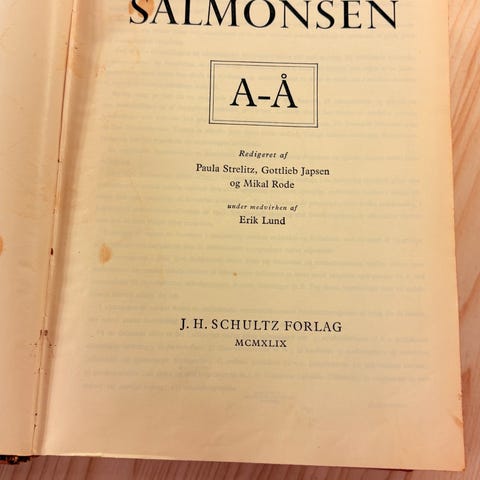 SALMONSEN
A-Å
Redigeret af
Paula Strelitz, Gottlieb Japsen
og Mikal Rode
under medvirken af
Erik Lund
J. H. SCHULTZ FORLAG
MCMXLIX